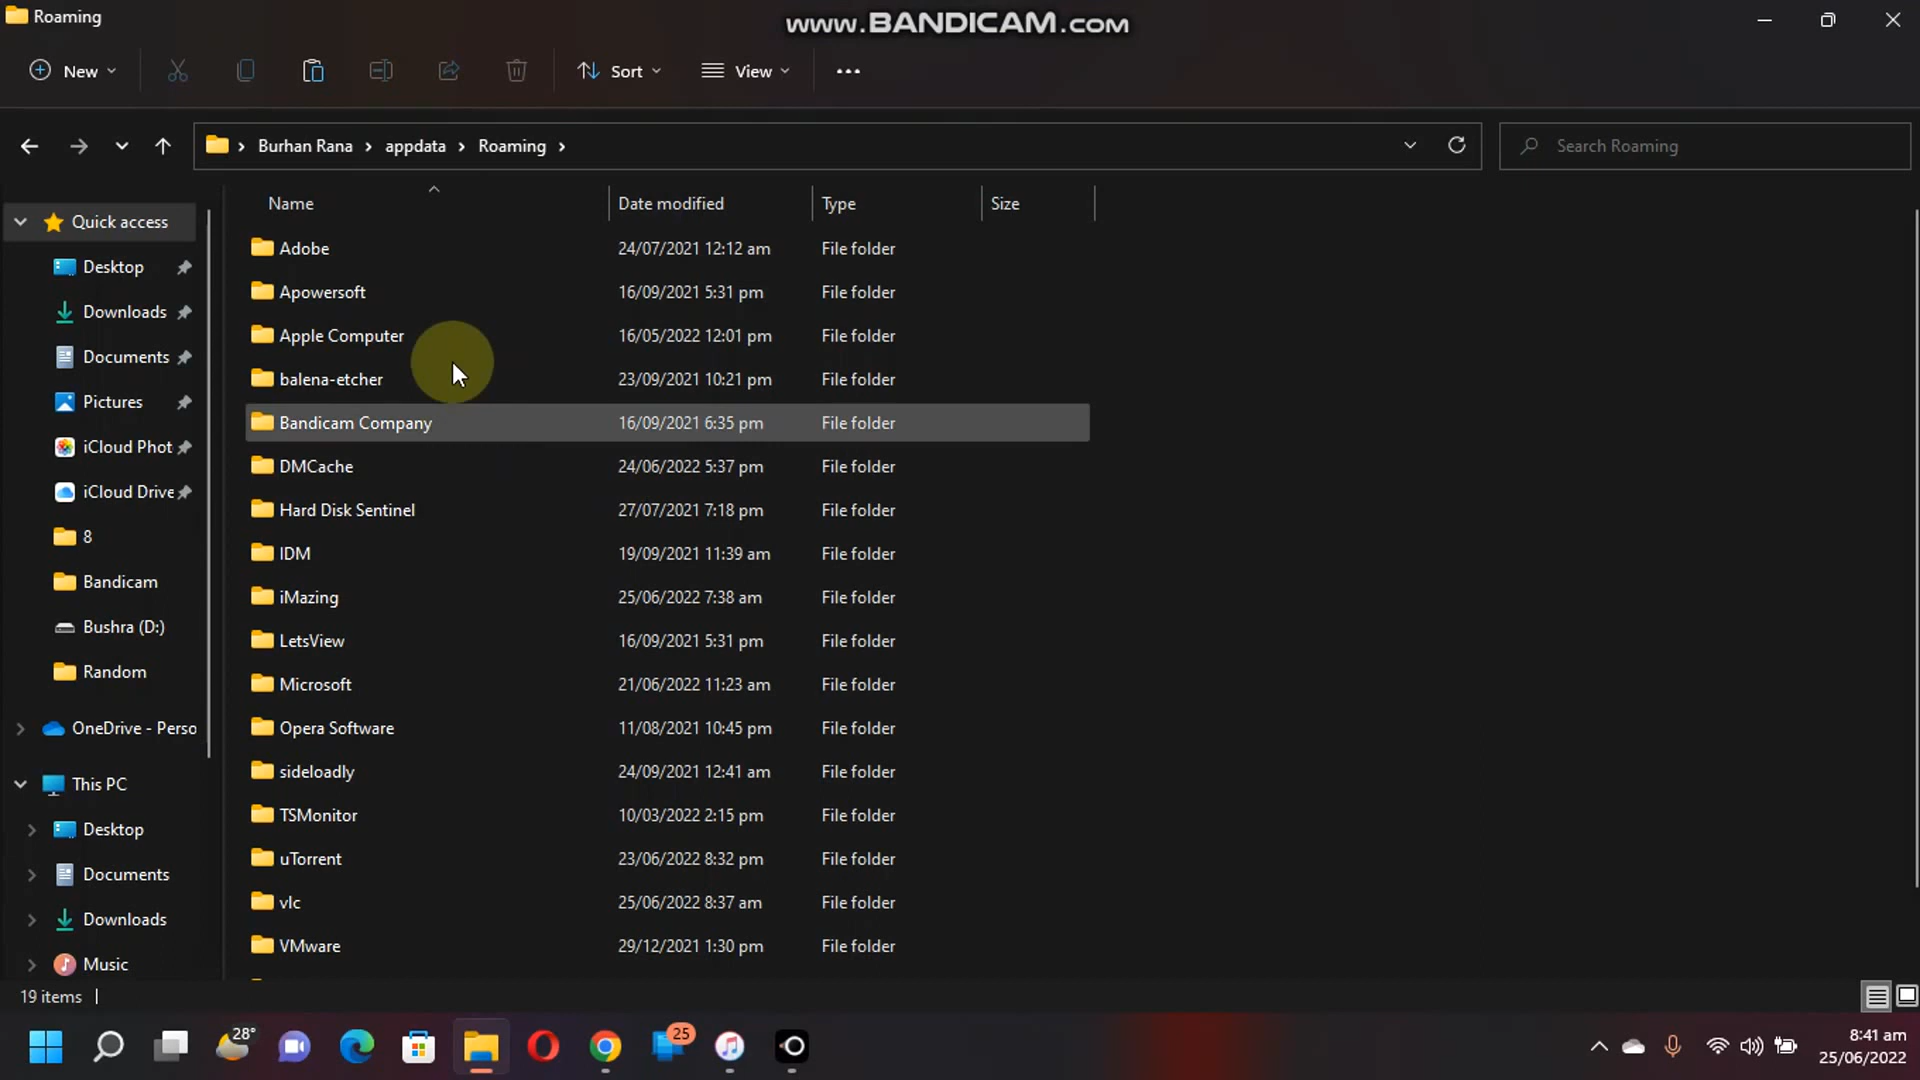 Roaming
www.BANDICAM.com
New
Sort
View
Burhan Rana > appdata > Roaming >
Search Roaming
Name Date modified Type Size
Quick access
Desktop
Downloads
Documents
Pictures
iCloud Phot
iCloud Drive
8
Bandicam
Bushra (D:)
Random
OneDrive - Perso
This PC
Desktop
Documents
Downloads
Music
Adobe 24/07/2021 12:12 am File folder
Apowersoft 16/09/2021 5:31 pm File folder
Apple Computer 16/05/2022 12:01 pm File folder
balena-etcher 23/09/2021 10:21 pm File folder
Bandicam Company 16/09/2021 6:35 pm File folder
DMCache 24/06/2022 5:37 pm File folder
Hard Disk Sentinel 27/07/2021 7:18 pm File folder
IDM 19/09/2021 11:39 am File folder
iMazing 25/06/2022 7:38 am File folder
LetsView 16/09/2021 5:31 pm File folder
Microsoft 21/06/2022 11:23 am File folder
Opera Software 11/08/2021 10:45 pm File folder
sideloadly 24/09/2021 12:41 am File folder
TSMonitor 10/03/2022 2:15 pm File folder
uTorrent 23/06/2022 8:32 pm File folder
vlc 25/06/2022 8:37 am File folder
VMware 29/12/2021 1:30 pm File folder
19 items
28°
25
8:41 am
25/06/2022